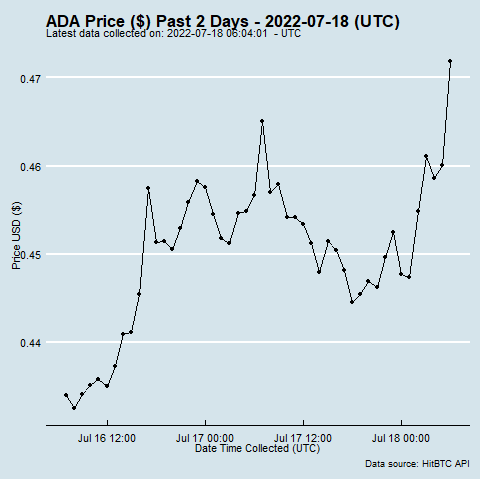 ADA Price ($) Past 2 Days - 2022-07-18 (UTC)
Latest data collected on: 2022-07-18 06:04:01  - UTC
0.47
0.46
0.45
0.44
Price USD ($)
Jul 16 12:00
Jul 17 00:00
Jul 17 12:00
Jul 18 00:00
Date Time Collected (UTC)
Data source: HitBTC API